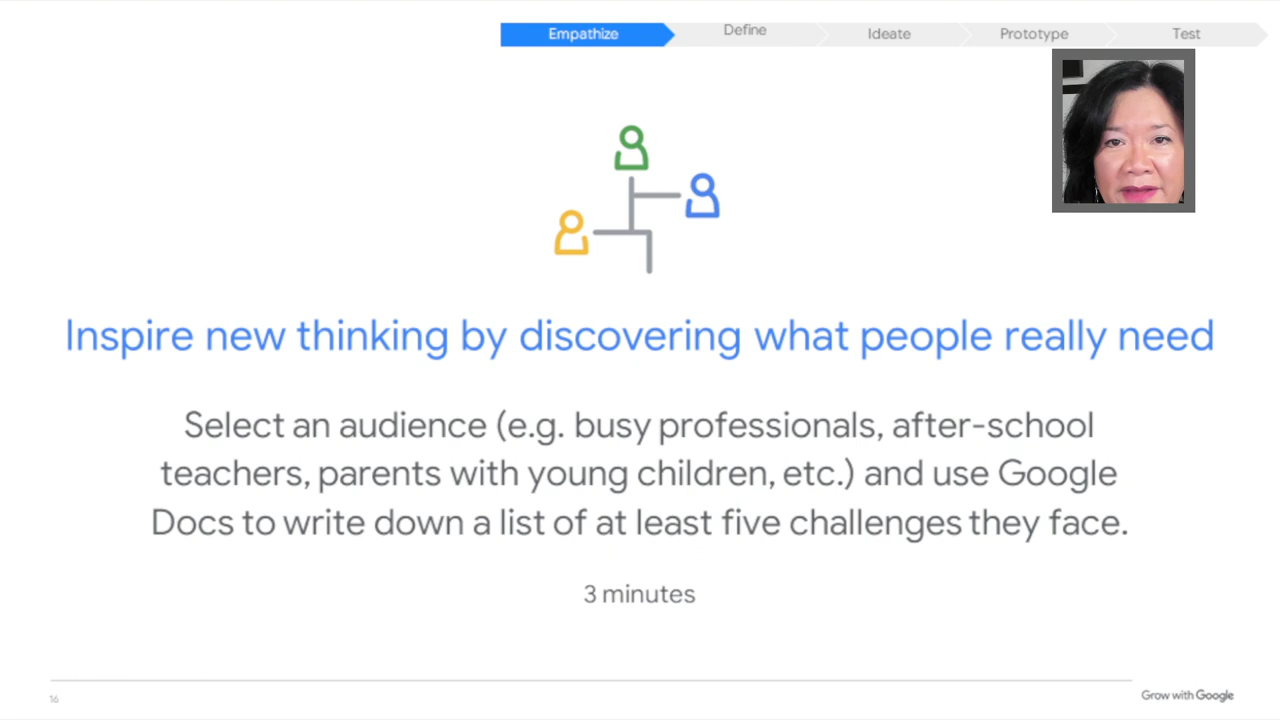 Empathize
Define
Ideate
Prototype
Test
Inspire new thinking by discovering what people really need
Select an audience (e.g. busy professionals, after-school
teachers, parents with young children, etc.) and use Google
Docs to write down a list of at least five challenges they face.
3 minutes
16
Grow with Google